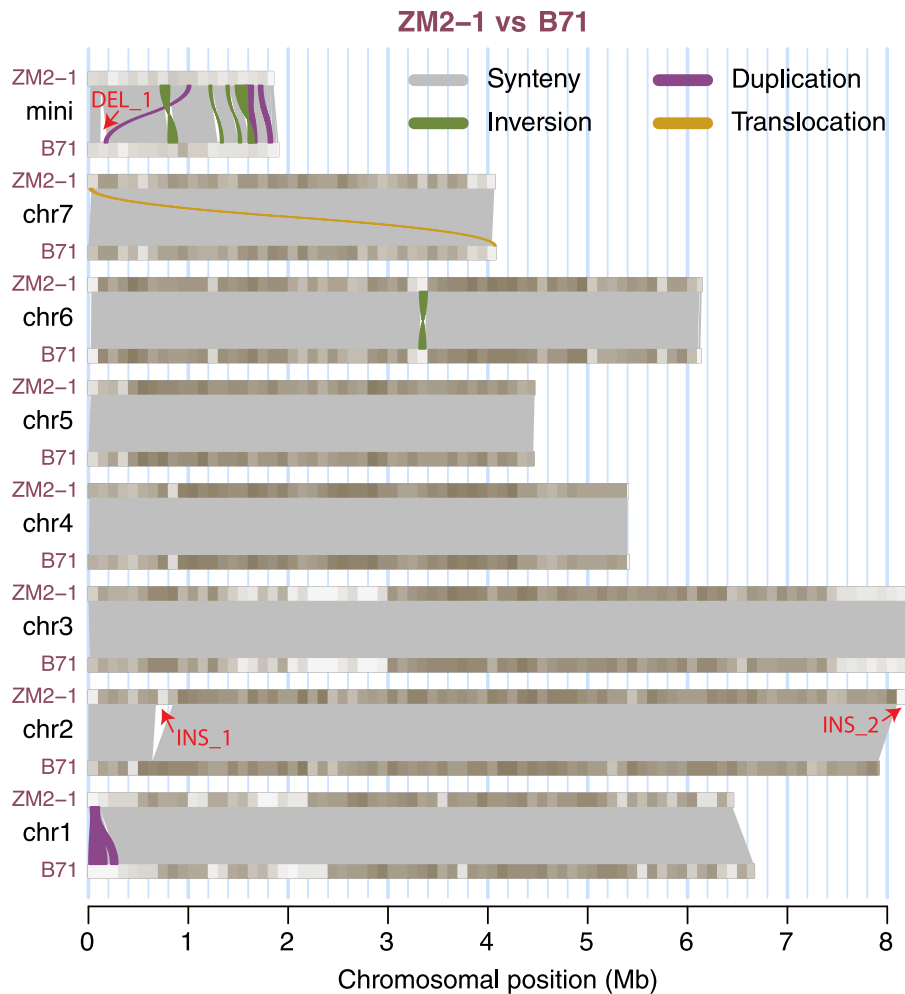 ZM2−1 vs B71
Synteny
Duplication
Inversion
Translocation
ZM2−1
mini
DEL_1
B71
ZM2−1
chr7
B71
ZM2−1
chr6
B71
ZM2−1
chr5
B71
ZM2−1
chr4
B71
ZM2−1
chr3
B71
ZM2−1
chr2
INS_1
INS_2
B71
ZM2−1
chr1
B71
0 1 2 3 4 5 6 7 8
Chromosomal position (Mb)